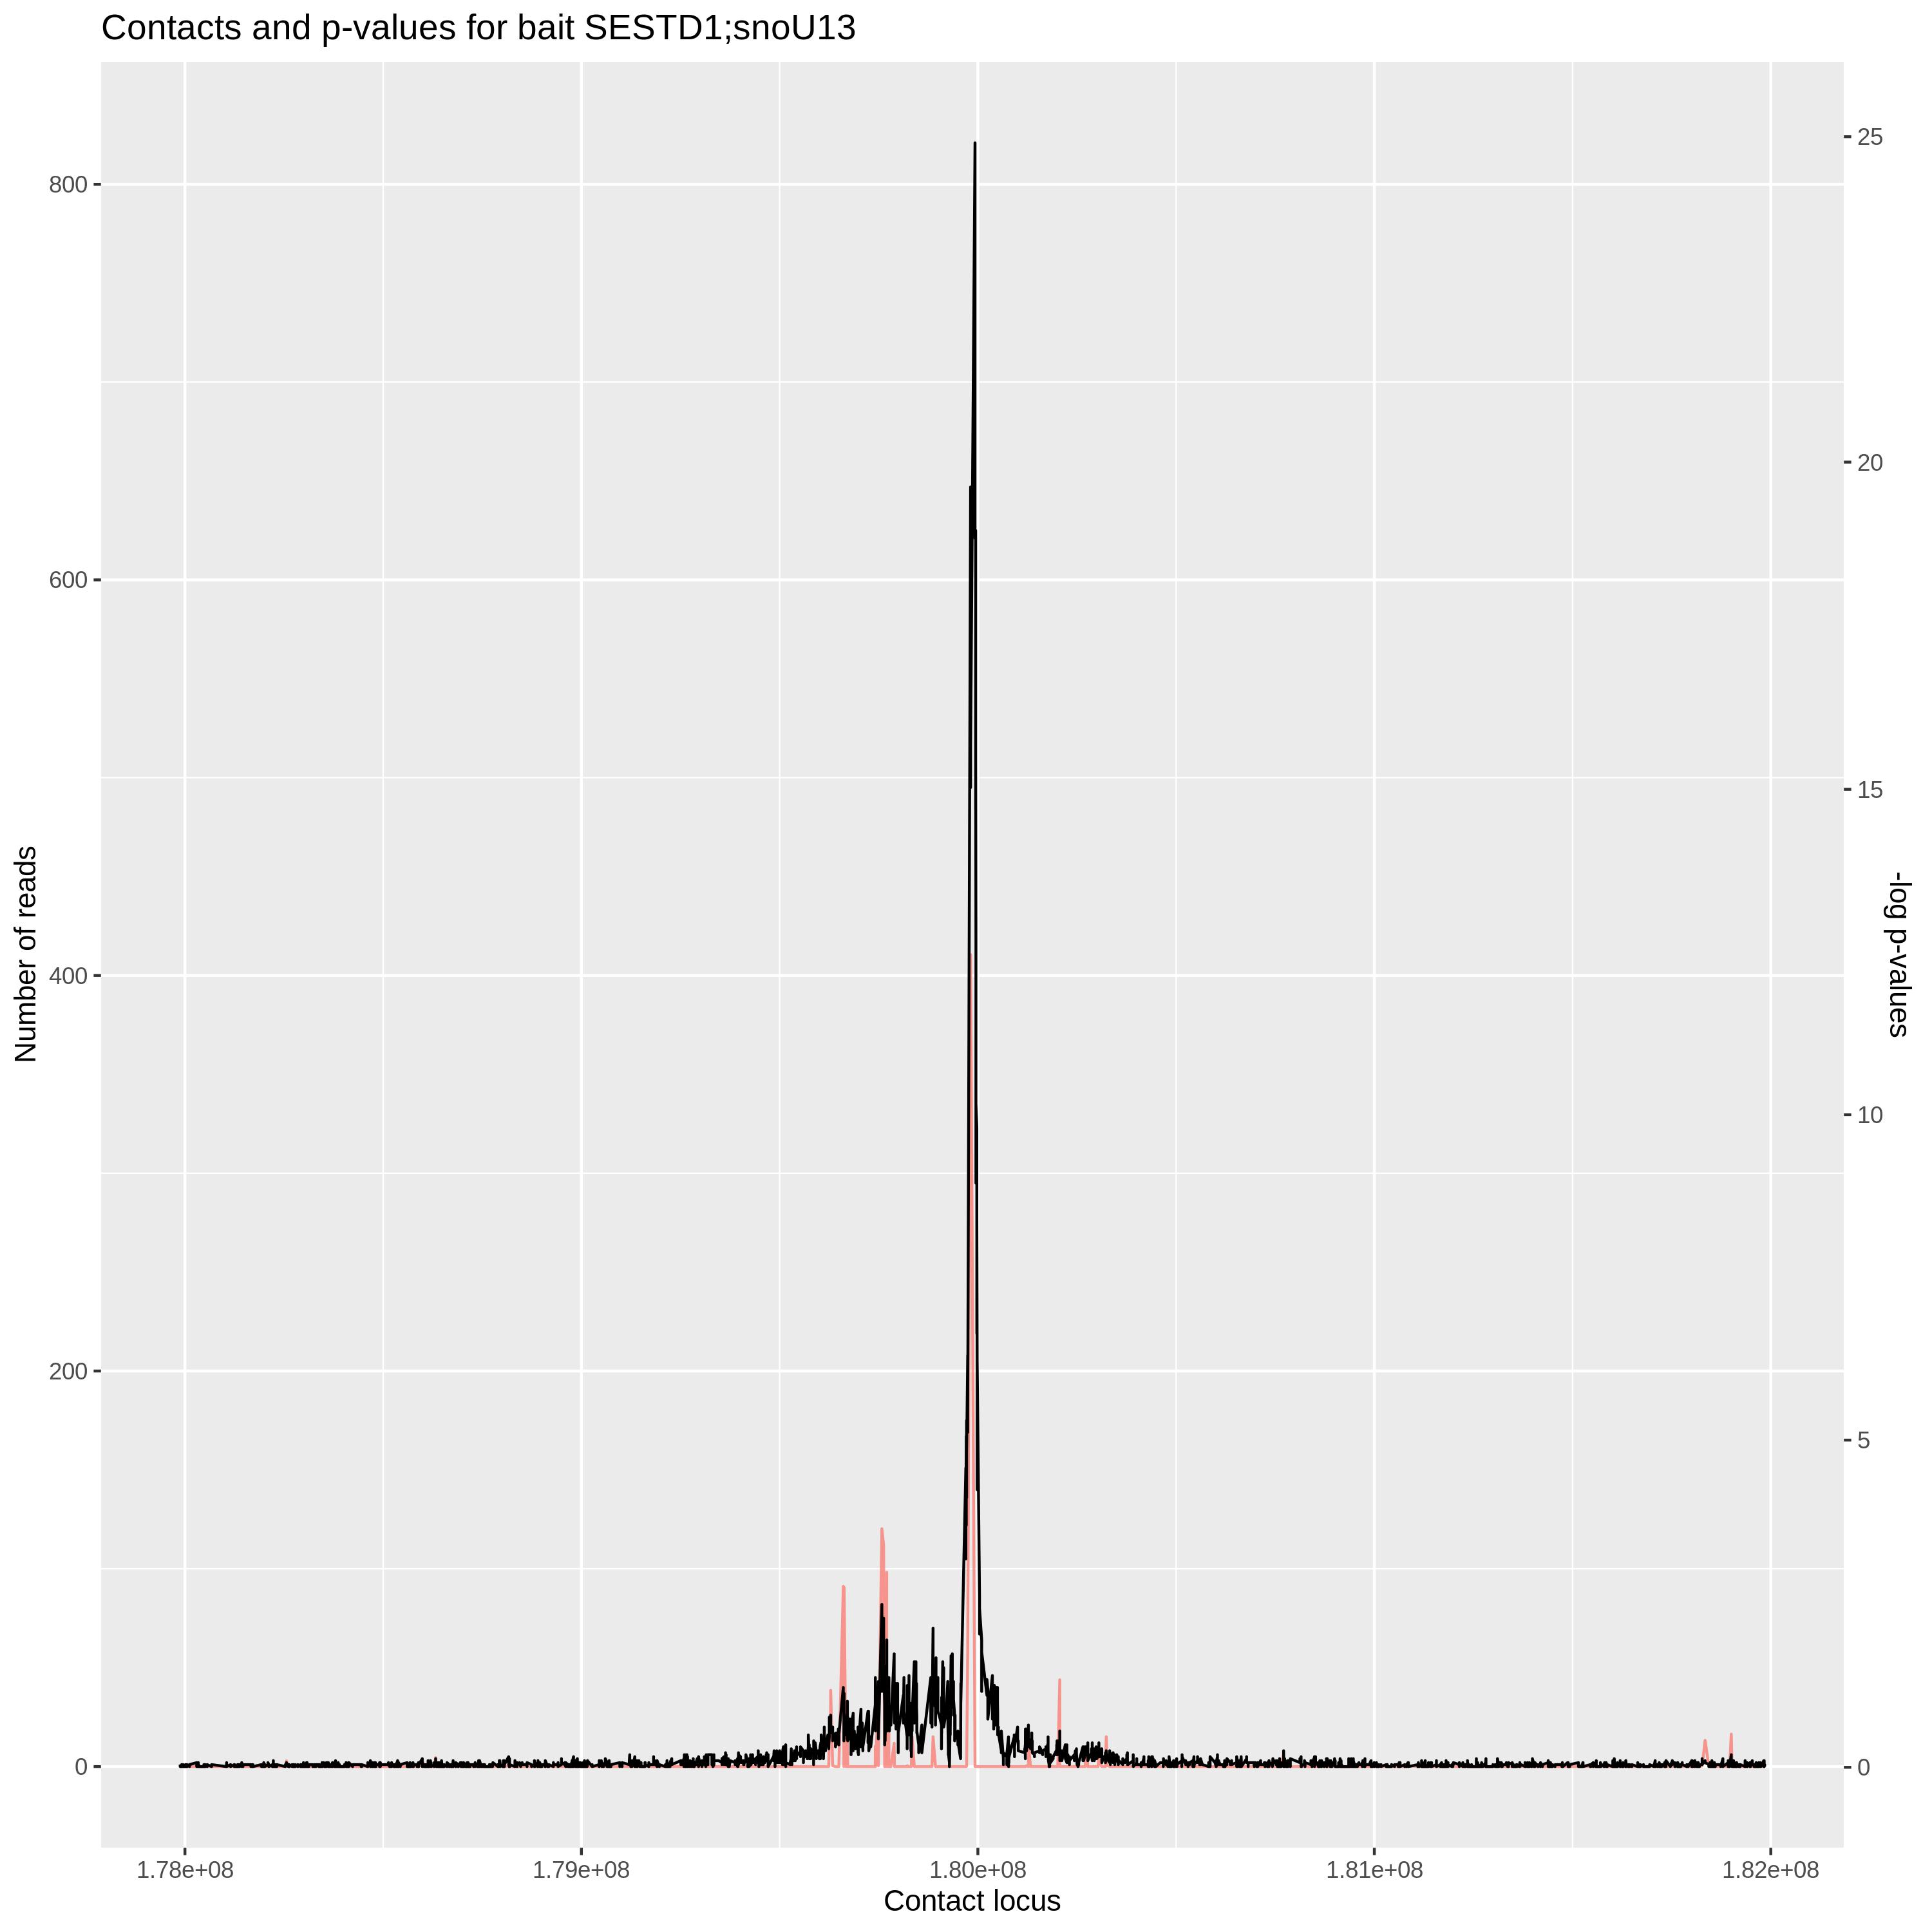 Contacts and p-values for bait SESTD1;snoU13
800
600
400
200
0
Number of reads
25
20
15
10
5
0
-log p-values
1.78e+08
1.79e+08
1.80e+08
1.81e+08
1.82e+08
Contact locus